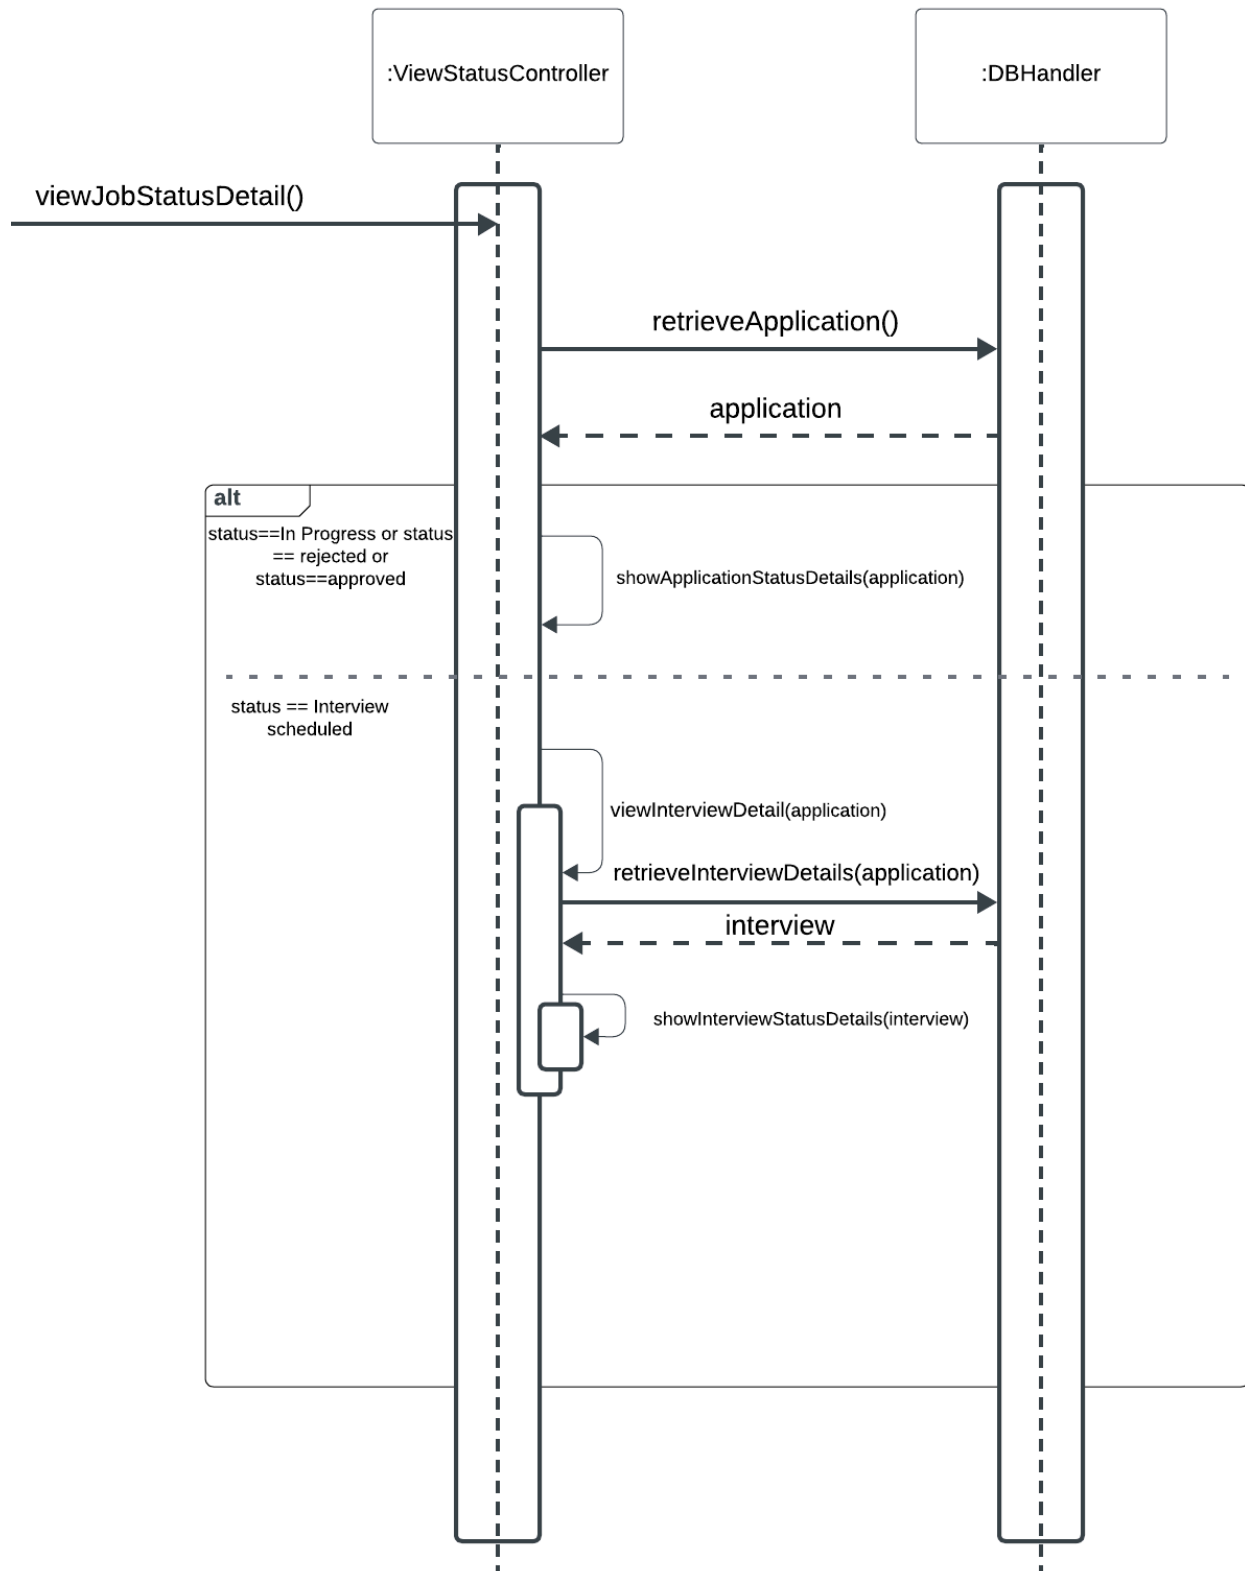 :ViewStatusController
:DBHandler
viewJobStatusDetail()
retrieveApplication()
application
alt
status==In Progress or status
== rejected or
status==approved
showApplicationStatusDetails(application)
status == Interview
scheduled
viewInterviewDetail(application)
retrieveInterviewDetails(application)
interview
showInterviewStatusDetails(interview)